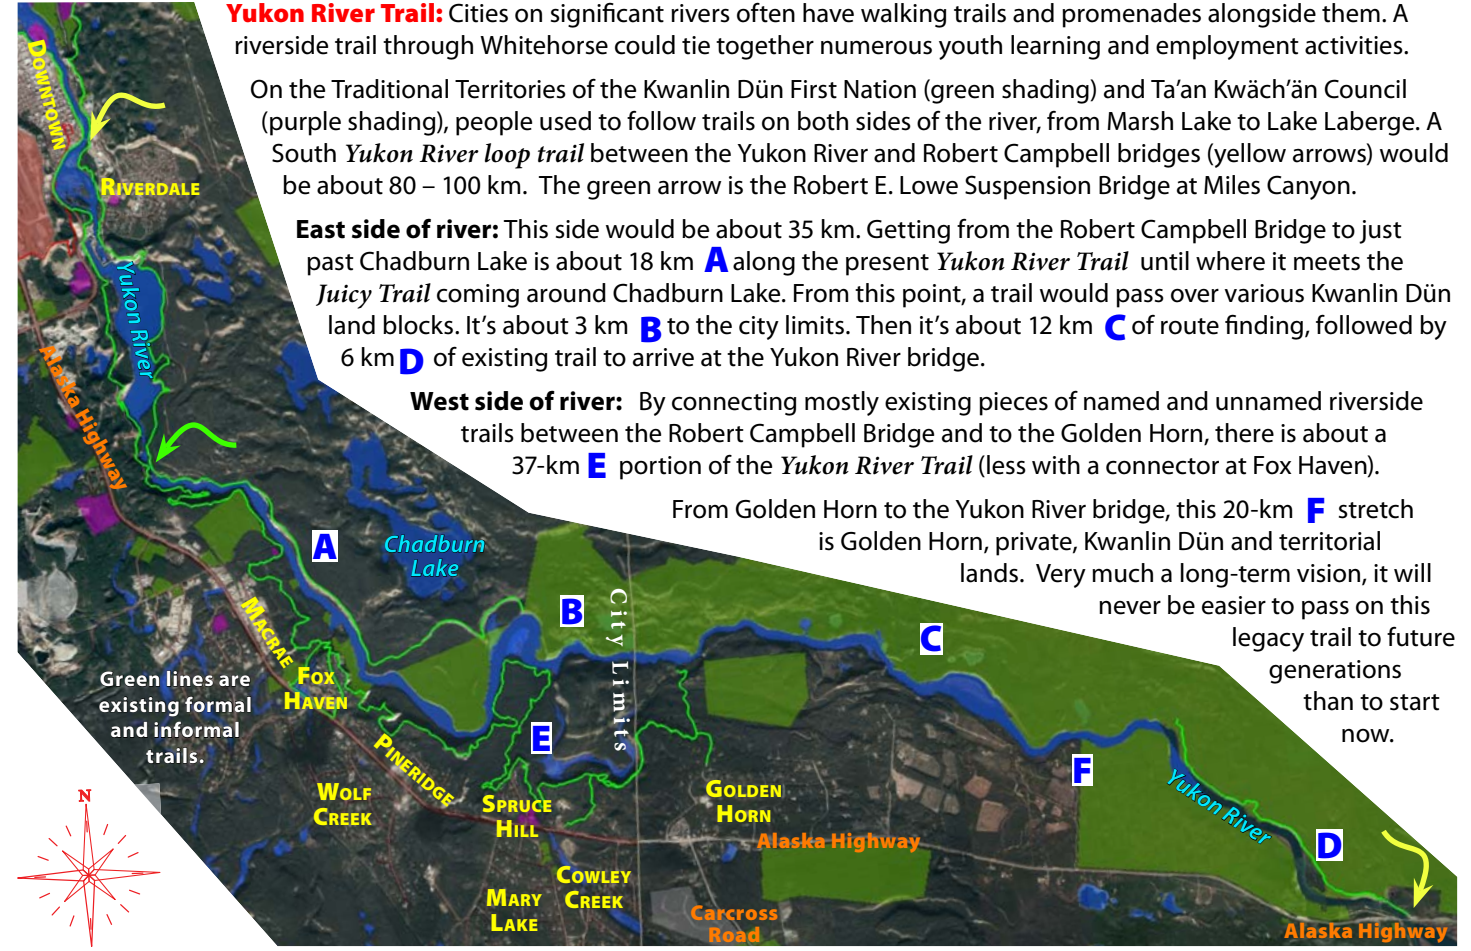 Yukon River Trail: Cities on significant rivers often have walking trails and promenades alongside them. A
riverside trail through Whitehorse could tie together numerous youth learning and employment activities.
On the Traditional Territories of the Kwanlin Dün First Nation (green shading) and Ta'an Kwäch'än Council
(purple shading), people used to follow trails on both sides of the river, from Marsh Lake to Lake Laberge. A
South Yukon River loop trail between the Yukon River and Robert Campbell bridges (yellow arrows) would
be about 80 – 100 km. The green arrow is the Robert E. Lowe Suspension Bridge at Miles Canyon.
East side of river: This side would be about 35 km. Getting from the Robert Campbell Bridge to just
past Chadburn Lake is about 18 km A along the present Yukon River Trail until where it meets the
Juicy Trail coming around Chadburn Lake. From this point, a trail would pass over various Kwanlin Dün
land blocks. It's about 3 km B to the city limits. Then it's about 12 km C of route finding, followed by
6 km D of existing trail to arrive at the Yukon River bridge.
West side of river: By connecting mostly existing pieces of named and unnamed riverside
trails between the Robert Campbell Bridge and to the Golden Horn, there is about a
37-km E portion of the Yukon River Trail (less with a connector at Fox Haven).
From Golden Horn to the Yukon River bridge, this 20-km F stretch
is Golden Horn, private, Kwanlin Dün and territorial
lands. Very much a long-term vision, it will
never be easier to pass on this
legacy trail to future
generations
than to start
now.
DOWNTOWN
RIVERDALE
Yukon River
Alaska Highway
A
Chadburn
Lake
B
City Limits
C
MACRAE
FOX
HAVEN
Green lines are
existing formal
and informal
trails.
PINERIDGE
E
F
WOLF
CREEK
SPRUCE
HILL
GOLDEN
HORN
Yukon River
Alaska Highway
D
COWLEY
CREEK
MARY
LAKE
Carcross
Road
Alaska Highway
N